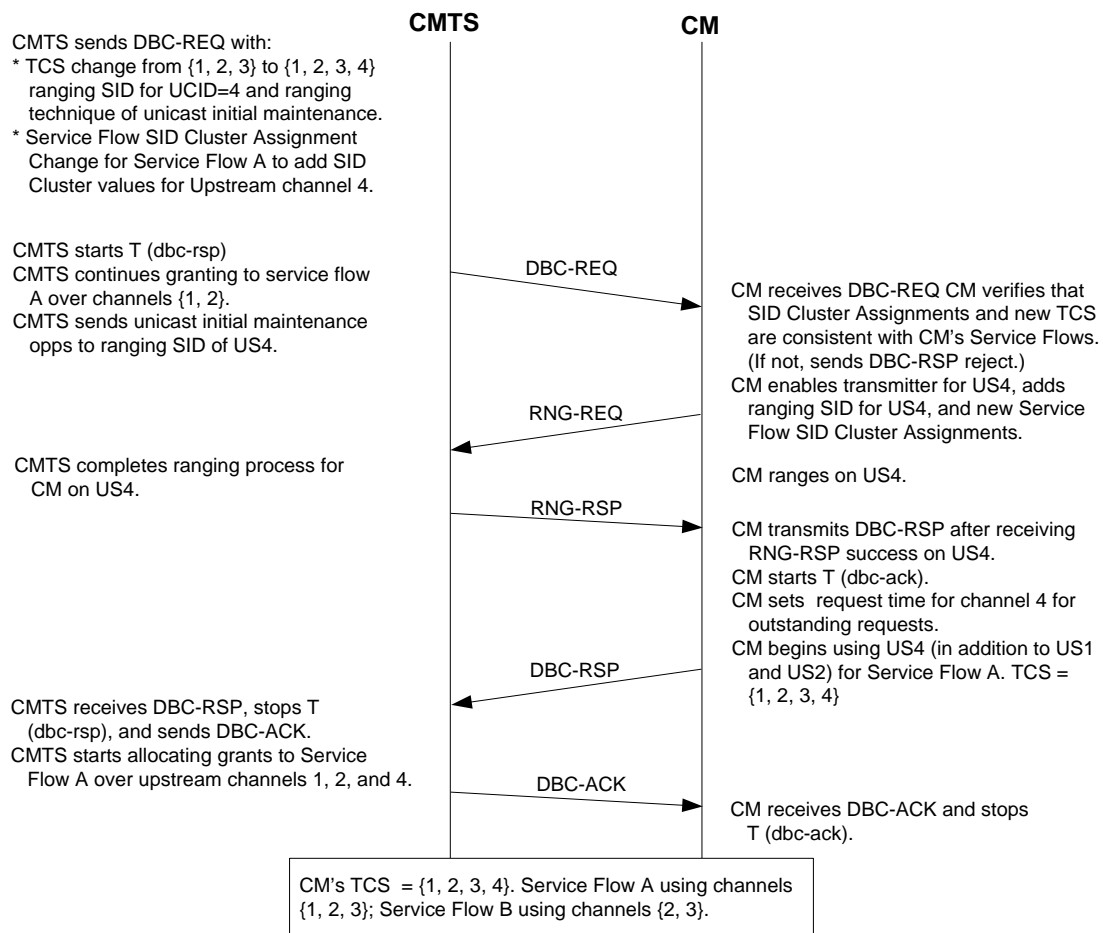 CMTS
CM
CMTS sends DBC-REQ with:
* TCS change from {1, 2, 3} to {1, 2, 3, 4}
ranging SID for UCID=4 and ranging
technique of unicast initial maintenance.
* Service Flow SID Cluster Assignment
Change for Service Flow A to add SID
Cluster values for Upstream channel 4.
CMTS starts T (dbc-rsp)
CMTS continues granting to service flow
A over channels {1, 2}.
CMTS sends unicast initial maintenance
opps to ranging SID of US4.
DBC-REQ
CM receives DBC-REQ CM verifies that
SID Cluster Assignments and new TCS
are consistent with CM's Service Flows.
(If not, sends DBC-RSP reject.)
CM enables transmitter for US4, adds
ranging SID for US4, and new Service
Flow SID Cluster Assignments.
RNG-REQ
CMTS completes ranging process for
CM on US4.
CM ranges on US4.
RNG-RSP
CM transmits DBC-RSP after receiving
RNG-RSP success on US4.
CM starts T (dbc-ack).
CM sets request time for channel 4 for
outstanding requests.
CM begins using US4 (in addition to US1
and US2) for Service Flow A. TCS =
{1, 2, 3, 4}
DBC-RSP
CMTS receives DBC-RSP, stops T
(dbc-rsp), and sends DBC-ACK.
CMTS starts allocating grants to Service
Flow A over upstream channels 1, 2, and 4.
DBC-ACK
CM receives DBC-ACK and stops
T (dbc-ack).
CM's TCS = {1, 2, 3, 4}. Service Flow A using channels
{1, 2, 3}; Service Flow B using channels {2, 3}.